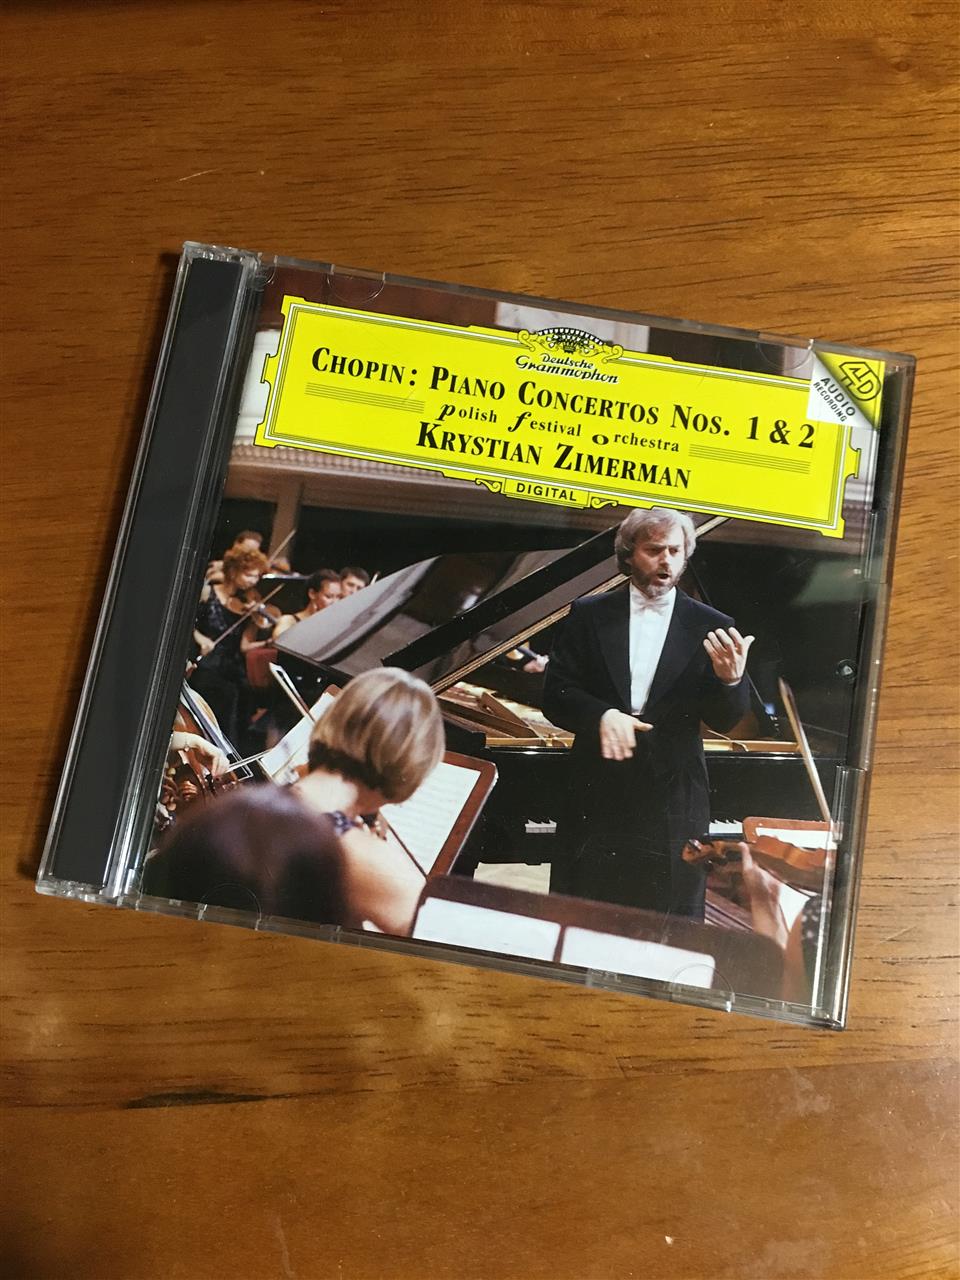 Deutsche
Grammophon
CHOPIN: PIANO CONCERTOS NOS. 1 & 2
polish festival orchestra
KRYSTIAN ZIMERMAN
DIGITAL
4D
AUDIO
RECORDING